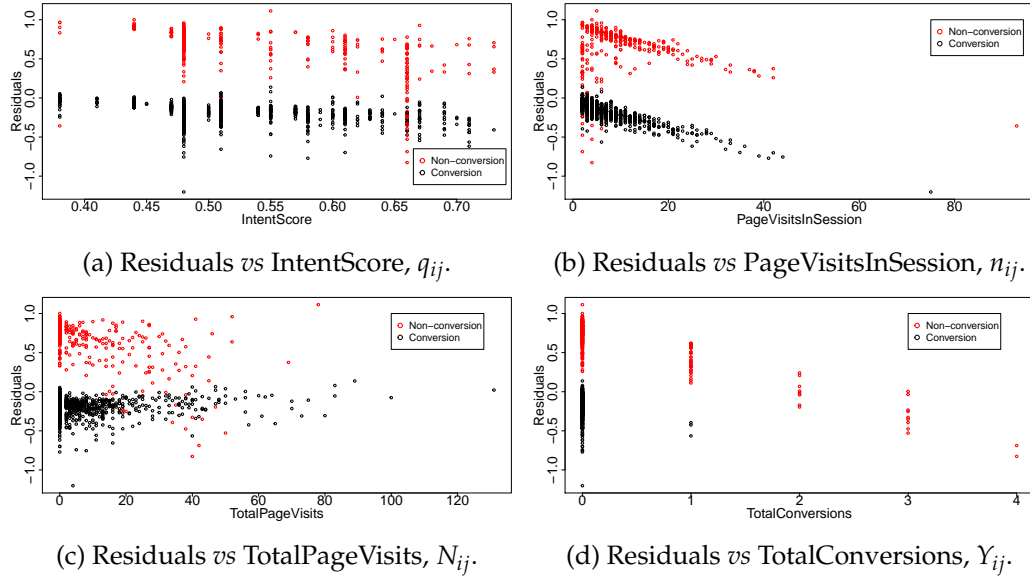 Residuals
1.0
0.5
0.0
−0.5
−1.0
Non−conversion
Conversion
0.40 0.45 0.50 0.55 0.60 0.65 0.70
IntentScore
(a) Residuals vs IntentScore, qij.
Residuals
1.0
0.5
0.0
−0.5
−1.0
Non−conversion
Conversion
0 20 40 60 80
PageVisitsInSession
(b) Residuals vs PageVisitsInSession, nij.
Residuals
1.0
0.5
0.0
−0.5
−1.0
Non−conversion
Conversion
0 20 40 60 80 100 120
TotalPageVisits
(c) Residuals vs TotalPageVisits, Nij.
Residuals
1.0
0.5
0.0
−0.5
−1.0
Non−conversion
Conversion
0 1 2 3 4
TotalConversions
(d) Residuals vs TotalConversions, Yij.